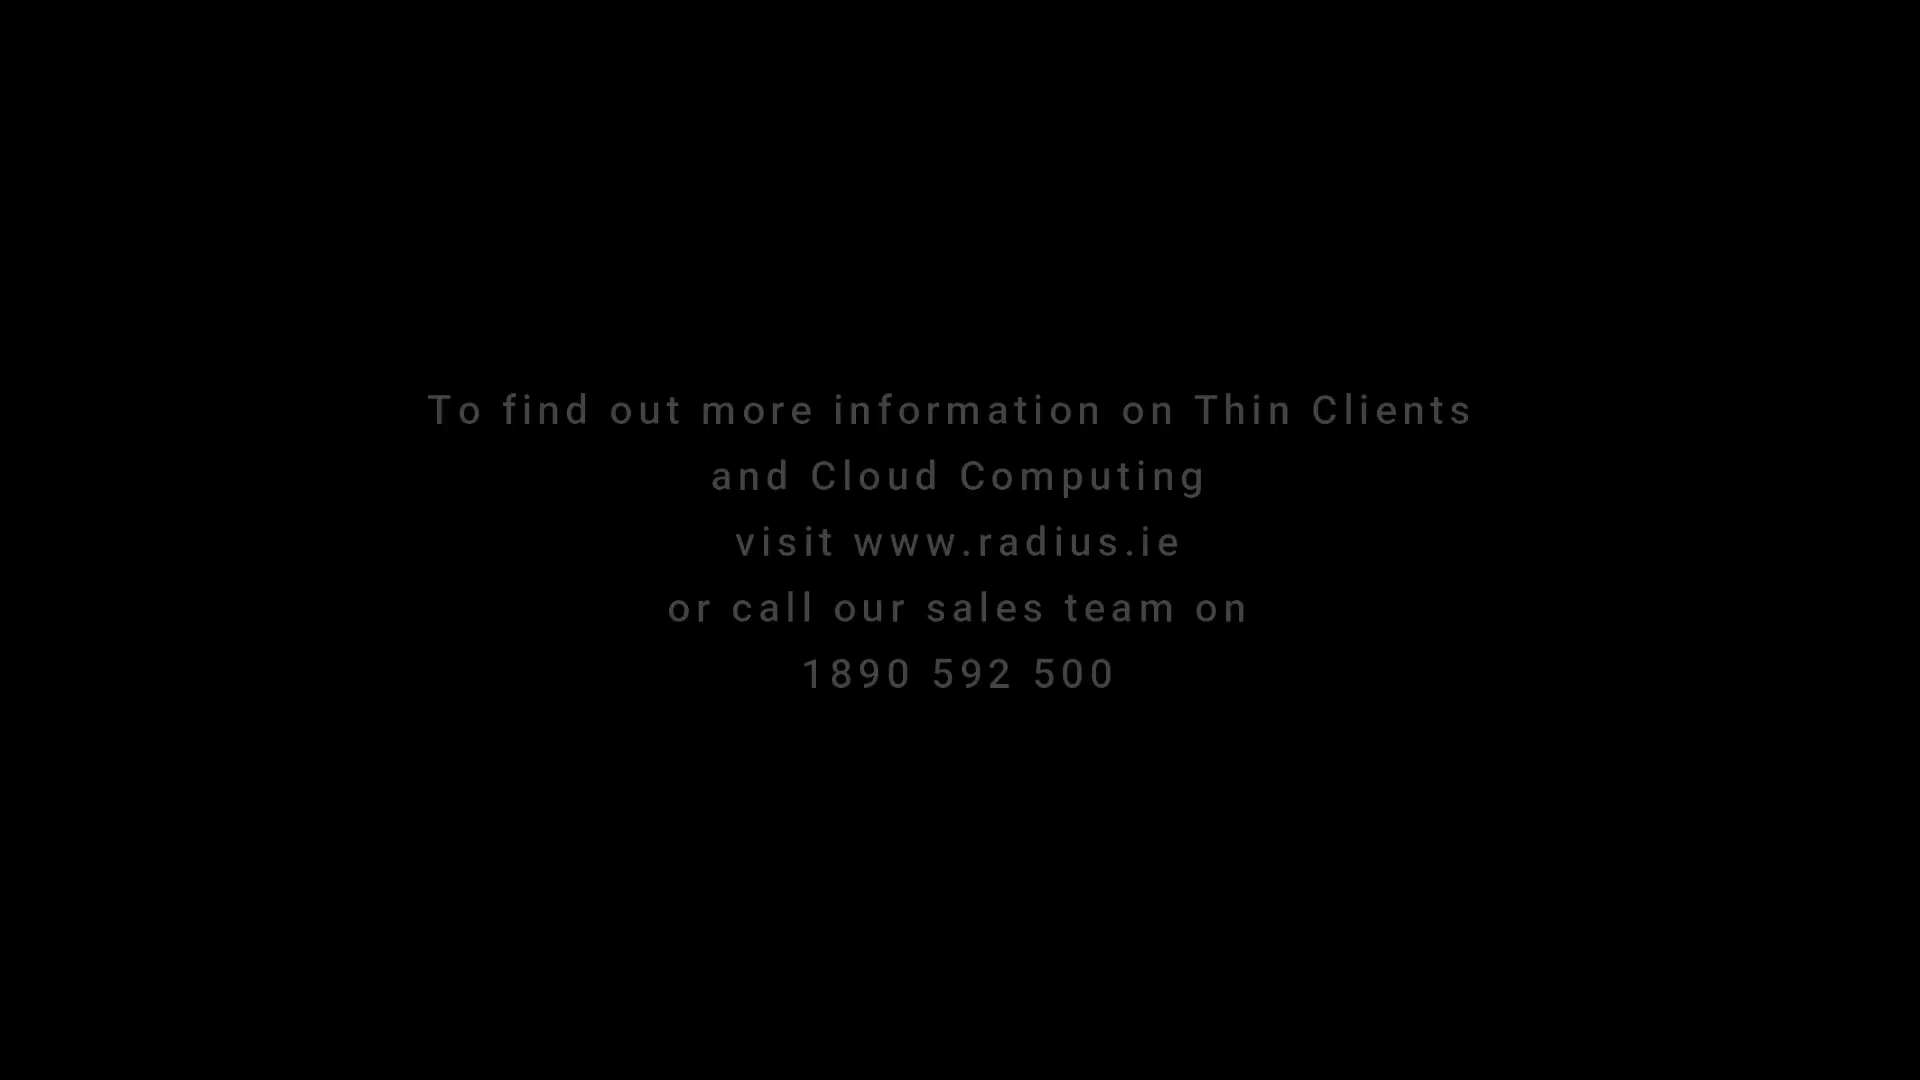 To find out more information on Thin Clients
and Cloud Computing
visit www.radius.ie
or call our sales team on
1890 592 500